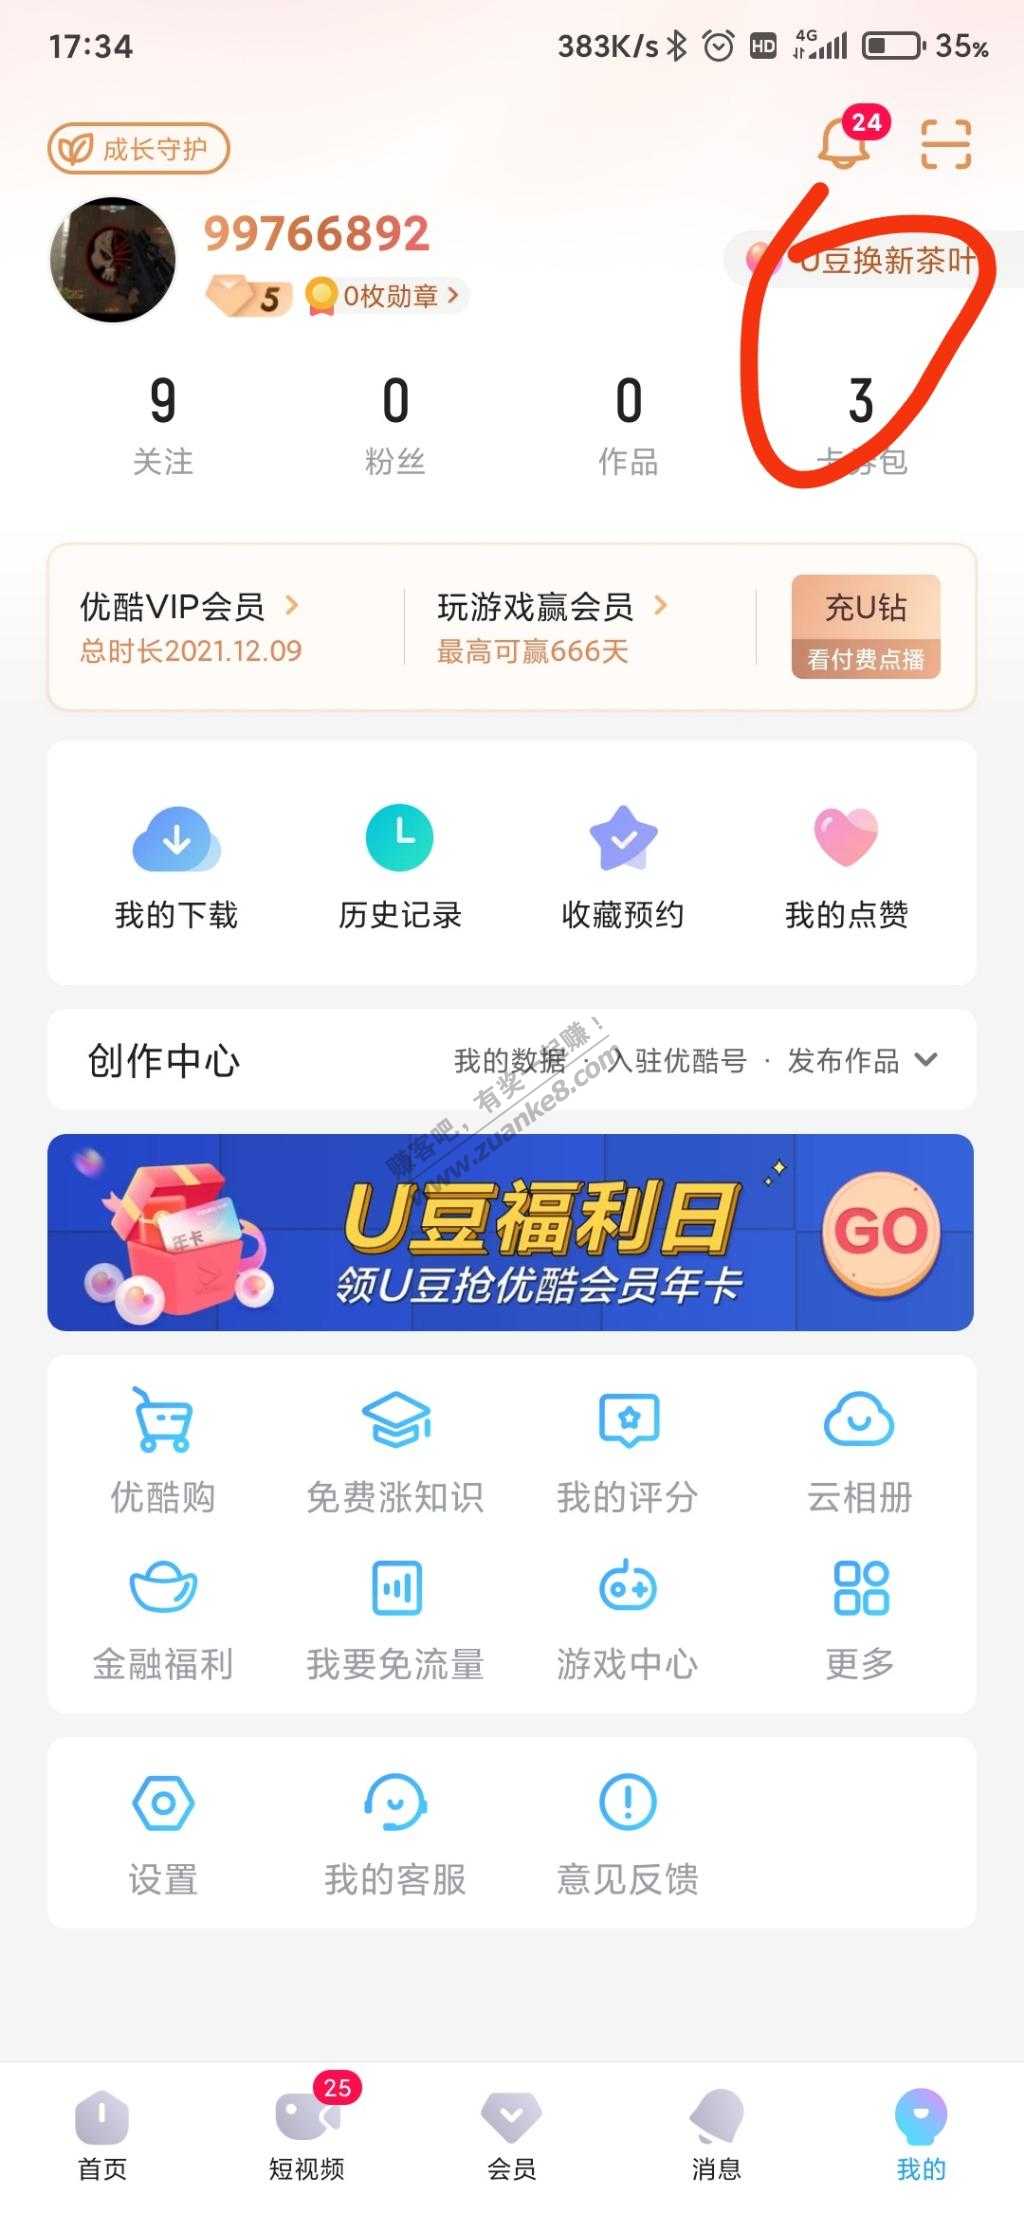 17:34 383K/s HD 4G 35%
24
成长守护
99766892
U豆换新茶叶
5 0枚勋章
9 0 0 3
关注 粉丝 作品 卡券包
优酷VIP会员 玩游戏赢会员 充U钻
总时长2021.12.09 最高可赢666天 看付费点播
我的下载 历史记录 收藏预约 我的点赞
创作中心 我的数据 · 入驻优酷号 · 发布作品
赚客吧，有奖一起赚！
www.zuanke8.com
年卡 U豆福利日 GO
领U豆抢优酷会员年卡
优酷购 免费涨知识 我的评分 云相册
金融福利 我要免流量 游戏中心 更多
设置 我的客服 意见反馈
25
首页 短视频 会员 消息 我的